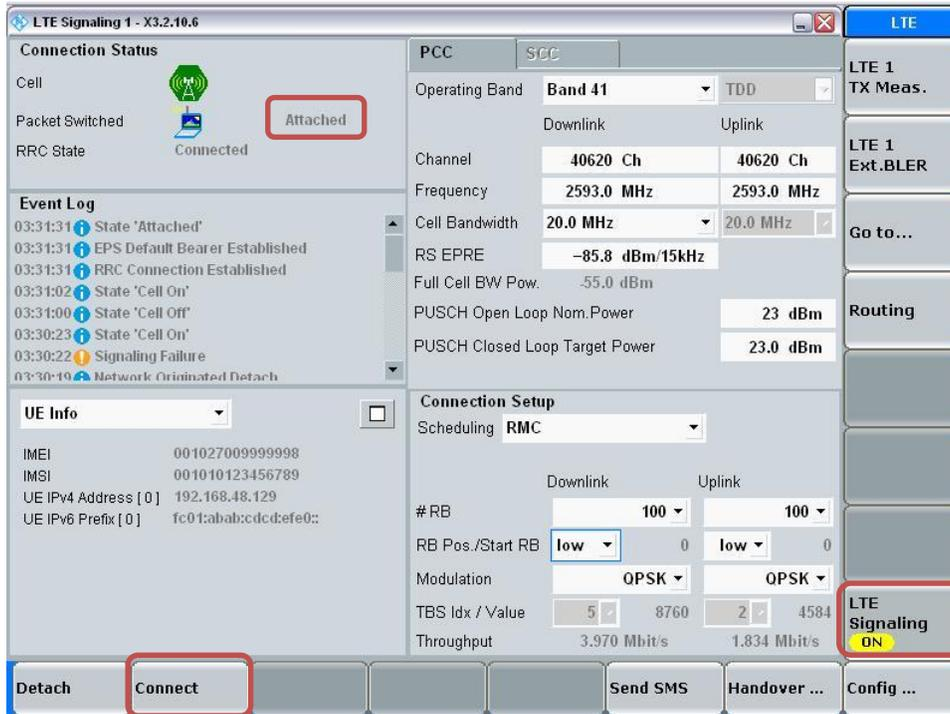 LTE Signaling 1 - X3.2.10.6
Connection Status
Cell
Packet Switched Attached
RRC State Connected
Event Log
03:31:31 State 'Attached'
03:31:31 EPS Default Bearer Established
03:31:31 RRC Connection Established
03:31:02 State 'Cell On'
03:31:00 State 'Cell Off'
03:30:23 State 'Cell On'
03:30:22 Signaling Failure
03:30:19 Network Originated Detach
UE Info
IMEI 001027009999998
IMSI 001010123456789
UE IPv4 Address [ 0 ] 192.168.48.129
UE IPv6 Prefix [ 0 ] fc01:abab:cdcd:efe0::
PCC SCC
Operating Band Band 41 TDD
Downlink Uplink
Channel 40620 Ch 40620 Ch
Frequency 2593.0 MHz 2593.0 MHz
Cell Bandwidth 20.0 MHz 20.0 MHz
RS EPRE −85.8 dBm/15kHz
Full Cell BW Pow. -55.0 dBm
PUSCH Open Loop Nom.Power 23 dBm
PUSCH Closed Loop Target Power 23.0 dBm
Connection Setup
Scheduling RMC
Downlink Uplink
# RB 100 100
RB Pos./Start RB low 0 low 0
Modulation QPSK QPSK
TBS Idx / Value 5 8760 2 4584
Throughput 3.970 Mbit/s 1.834 Mbit/s
LTE
LTE 1
TX Meas.
LTE 1
Ext.BLER
Go to...
Routing
LTE
Signaling
ON
Detach Connect Send SMS Handover ... Config ...